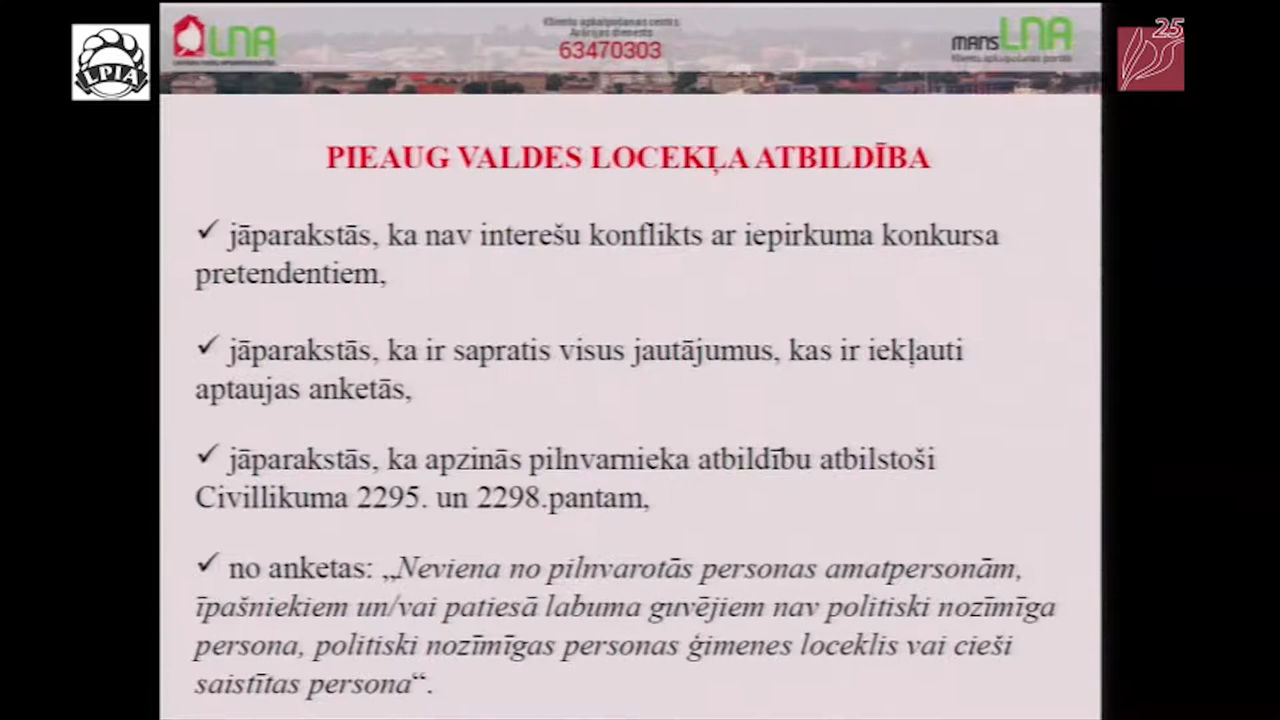 LPIA
LNA
Klientu apkalpošanas centrs
Avārijas dienests
63470303
MANS LNA
Klientu apkalpošanas portāls
25
PIEAUG VALDES LOCEKĻA ATBILDĪBA
✓ jāparakstās, ka nav interešu konflikts ar iepirkuma konkursa
pretendentiem,
✓ jāparakstās, ka ir sapratis visus jautājumus, kas ir iekļauti
aptaujas anketās,
✓ jāparakstās, ka apzinās pilnvarnieka atbildību atbilstoši
Civillikuma 2295. un 2298.pantam,
✓ no anketas: „Neviena no pilnvarotās personas amatpersonām,
īpašniekiem un/vai patiesā labuma guvējiem nav politiski nozīmīga
persona, politiski nozīmīgas personas ģimenes loceklis vai cieši
saistītas persona“.